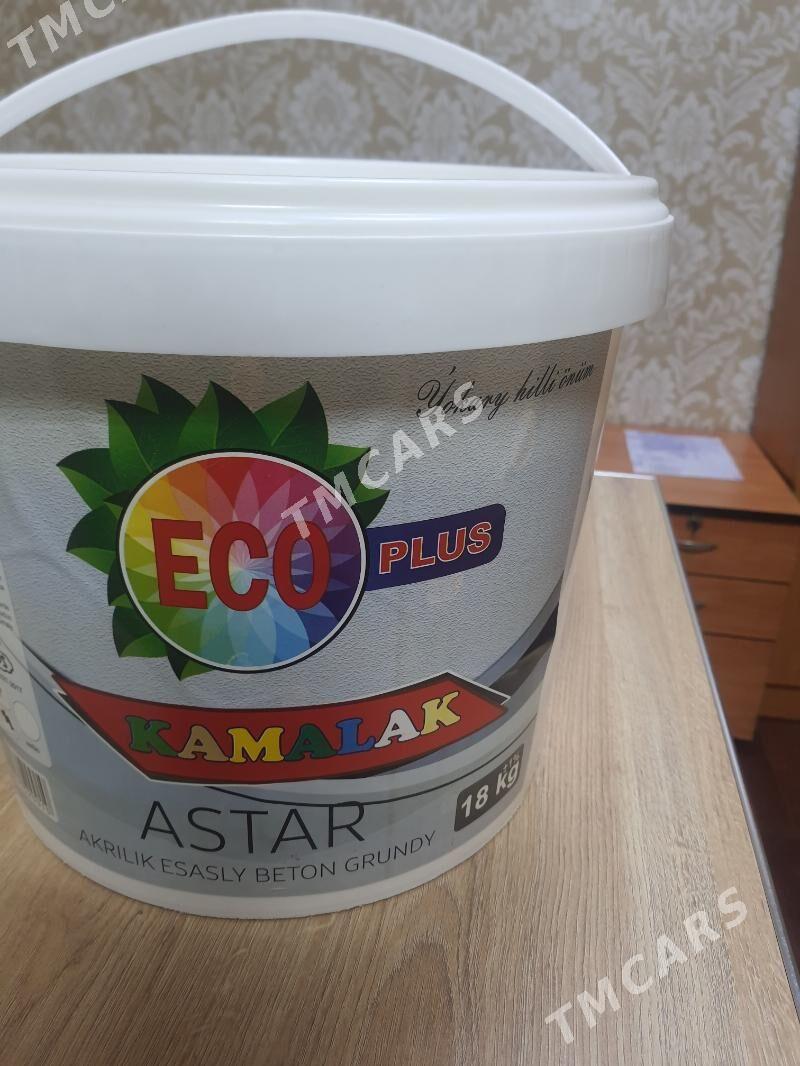 TMCARS
Ýokary hilli önüm
TMCARS
ECO
PLUS
KAMALAK
ASTAR
18 kg
AKRILIK ESASLY BETON GRUNDY
TMCARS